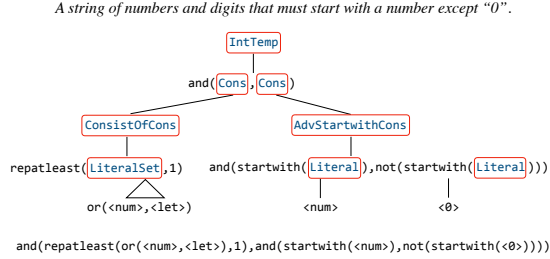 A string of numbers and digits that must start with a number except “0”.
IntTemp
and(Cons,Cons)
ConsistOfCons AdvStartwithCons
repatleast(LiteralSet,1) and(startwith(Literal),not(startwith(Literal)))
or(<num>,<let>) <num> <0>
and(repatleast(or(<num>,<let>),1),and(startwith(<num>),not(startwith(<0>))))